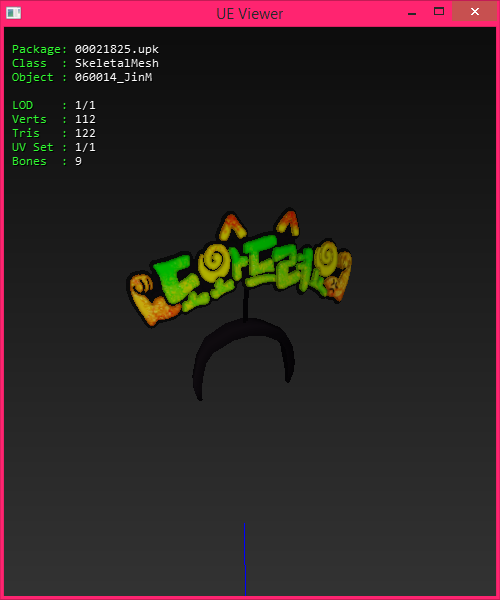 UE Viewer
Package: 00021825.upk
Class : SkeletalMesh
Object : 060014_JinM
LOD : 1/1
Verts : 112
Tris : 122
UV Set : 1/1
Bones : 9
도와드려요